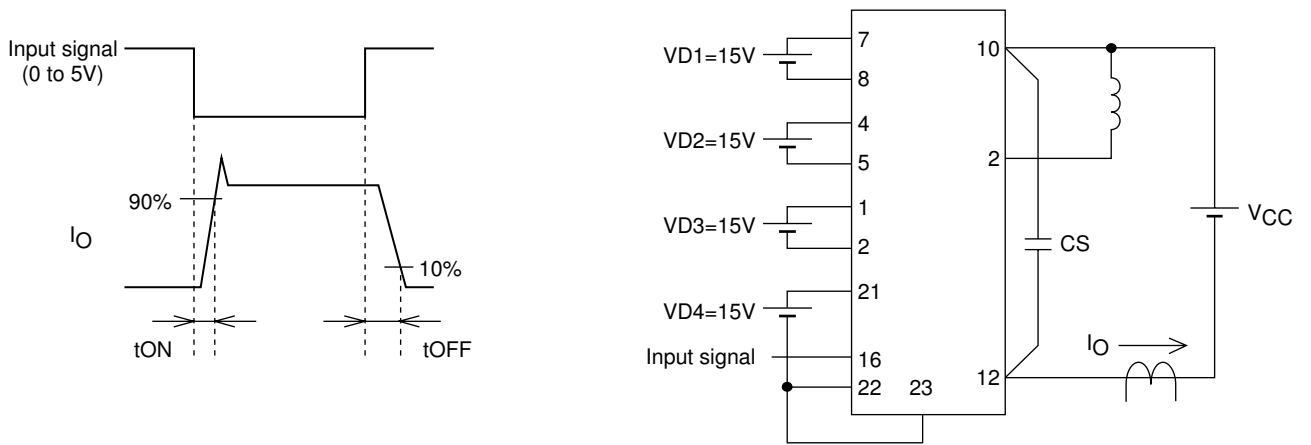 Input signal
(0 to 5V)
90%
IO
10%
tON
tOFF
VD1=15V
7
8
VD2=15V
4
5
VD3=15V
1
2
VD4=15V
21
Input signal
16
22
23
10
2
12
CS
VCC
IO